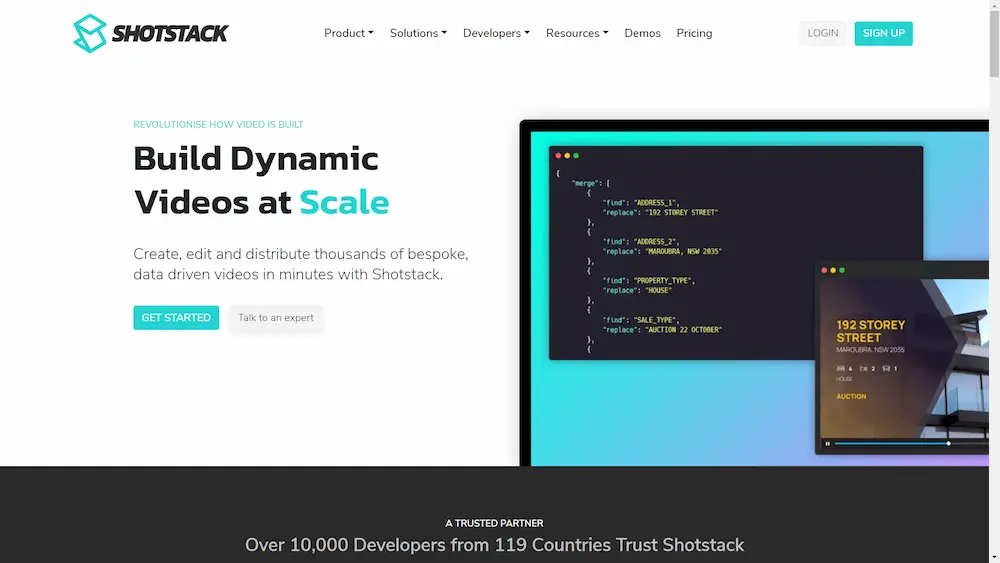 SHOTSTACK
Product
Solutions
Developers
Resources
Demos
Pricing
LOGIN
SIGN UP
REVOLUTIONISE HOW VIDEO IS BUILT
Build Dynamic
Videos at Scale
Create, edit and distribute thousands of bespoke,
data driven videos in minutes with Shotstack.
GET STARTED
Talk to an expert
{
"merge": [
{
"find": "ADDRESS_1",
"replace": "192 STOREY STREET"
},
{
"find": "ADDRESS_2",
"replace": "MAROUBRA, NSW 2035"
},
{
"find": "PROPERTY_TYPE",
"replace": "HOUSE"
},
{
"find": "SALE_TYPE",
"replace": "AUCTION 22 OCTOBER"
},
{
192 STOREY
STREET
MAROUBRA, NSW 2035
4 2 1
HOUSE
AUCTION
A TRUSTED PARTNER
Over 10,000 Developers from 119 Countries Trust Shotstack